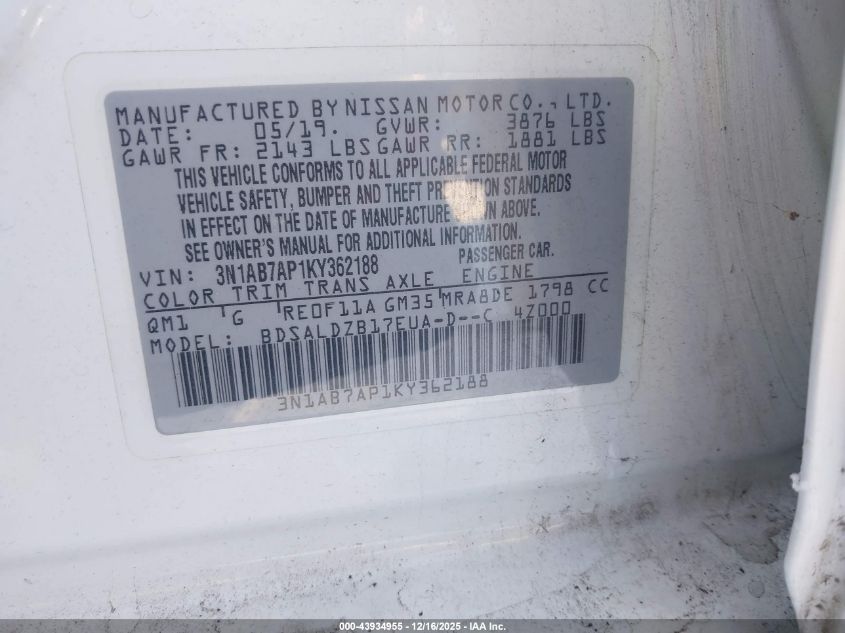 MANUFACTURED BY NISSAN MOTOR CO., LTD.
DATE: 05/19. GVWR: 3876 LBS
GAWR FR: 2143 LBS GAWR RR: 1881 LBS
THIS VEHICLE CONFORMS TO ALL APPLICABLE FEDERAL MOTOR
VEHICLE SAFETY, BUMPER AND THEFT PREVENTION STANDARDS
IN EFFECT ON THE DATE OF MANUFACTURE SHOWN ABOVE.
SEE OWNER'S MANUAL FOR ADDITIONAL INFORMATION.
VIN: 3N1AB7AP1KY362188 PASSENGER CAR.
COLOR TRIM TRANS AXLE ENGINE
QM1 G RE0F11A GM35 MRA8DE 1798 CC
MODEL: BDSALDZB17EUA-D--C 4Z000
3N1AB7AP1KY362188
000-43934955 - 12/16/2025 - IAA Inc.